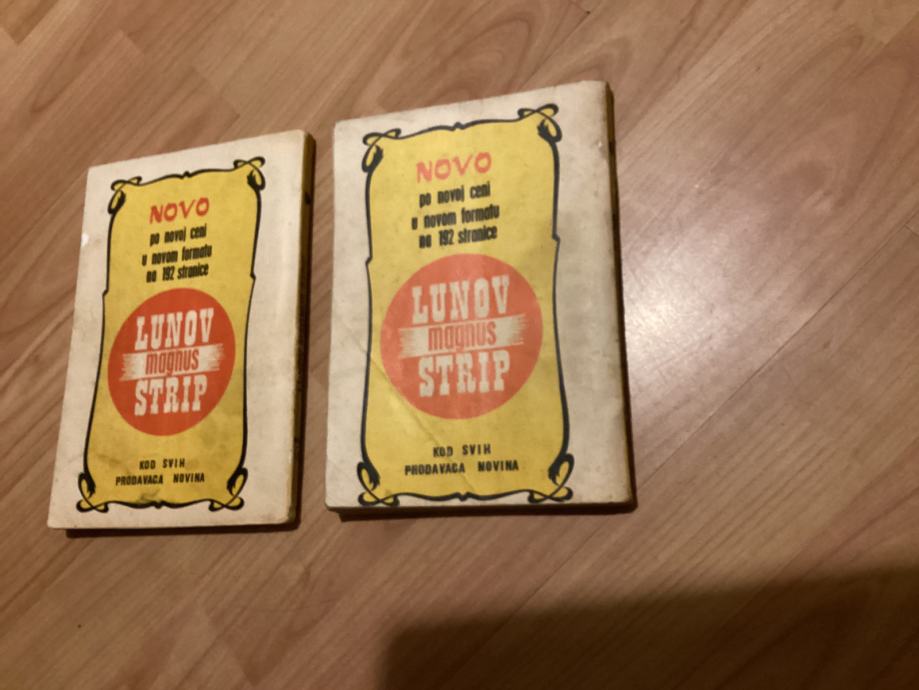 NOVO
po novoj ceni
u novom formatu
na 192 stranice
LUNOV
magnus
STRIP
KOD SVIH
PRODAVACA NOVINA
NOVO
po novoj ceni
u novom formatu
na 192 stranice
LUNOV
magnus
STRIP
KOD SVIH
PRODAVACA NOVINA